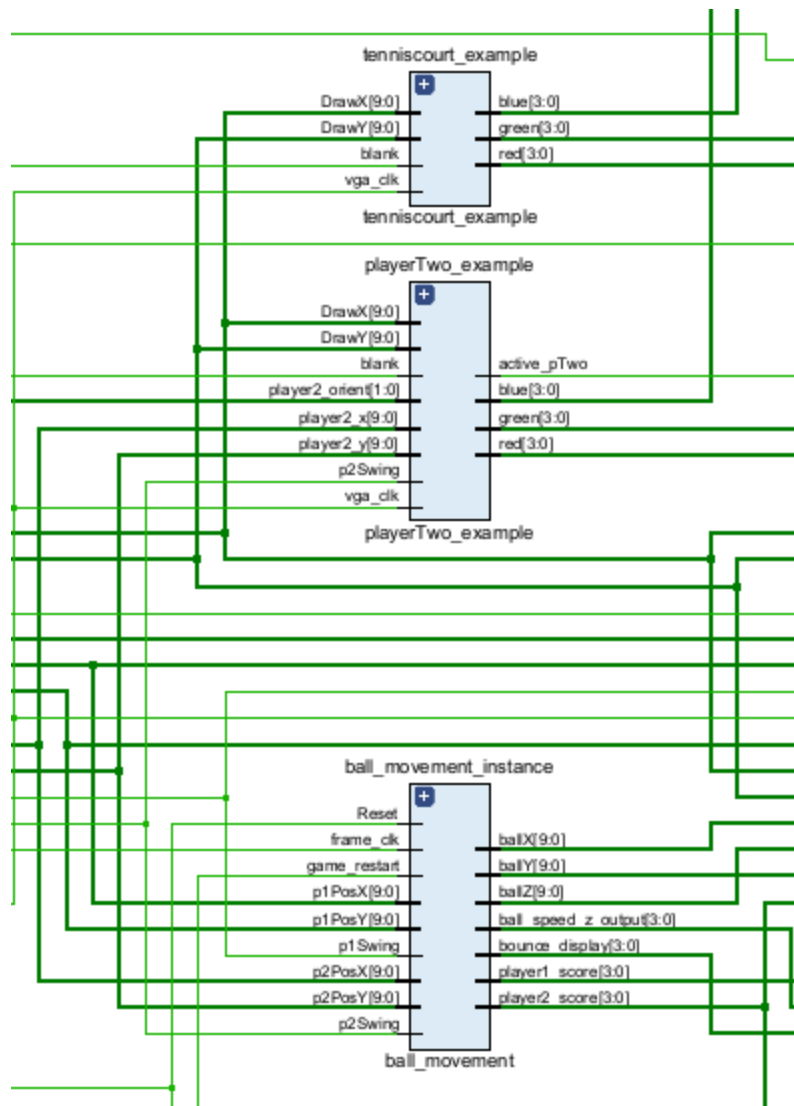 tenniscourt_example
DrawX[9:0]
blue[3:0]
DrawY[9:0]
green[3:0]
blank
red[3:0]
vga_clk
tenniscourt_example
playerTwo_example
DrawX[9:0]
DrawY[9:0]
blank
active_pTwo
player2_orient[1:0]
blue[3:0]
player2_x[9:0]
green[3:0]
player2_y[9:0]
red[3:0]
p2Swing
vga_clk
playerTwo_example
ball_movement_instance
Reset
frame_clk
ballX[9:0]
game_restart
ballY[9:0]
p1PosX[9:0]
ballZ[9:0]
p1PosY[9:0]
ball_speed_z_output[3:0]
p1Swing
bounce_display[3:0]
p2PosX[9:0]
player1_score[3:0]
p2PosY[9:0]
player2_score[3:0]
p2Swing
ball_movement